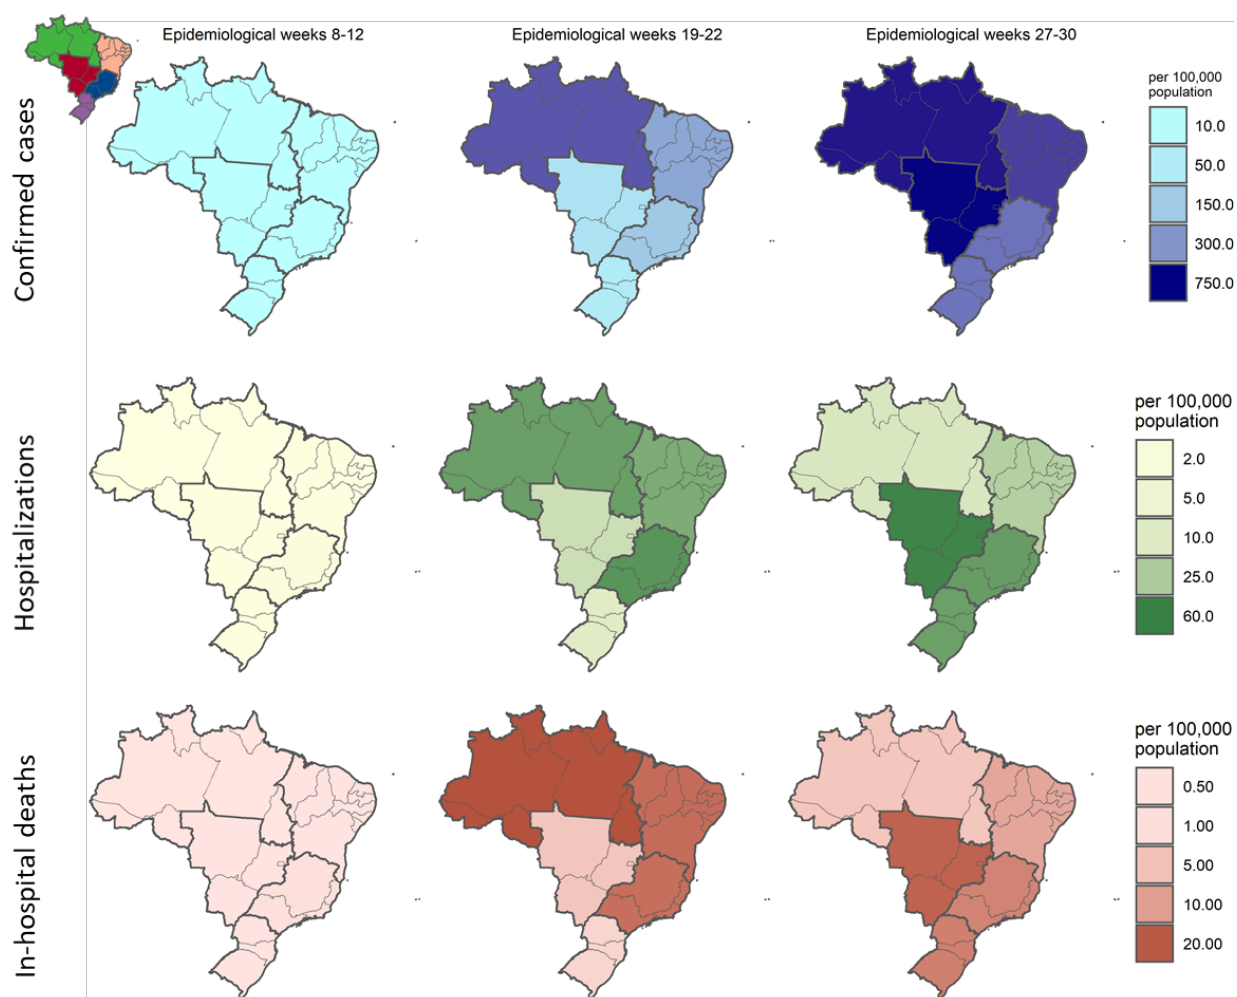 Epidemiological weeks 8-12
Epidemiological weeks 19-22
Epidemiological weeks 27-30
Confirmed cases
per 100,000
population
10.0
50.0
150.0
300.0
750.0
Hospitalizations
per 100,000
population
2.0
5.0
10.0
25.0
60.0
In-hospital deaths
per 100,000
population
0.50
1.00
5.00
10.00
20.00